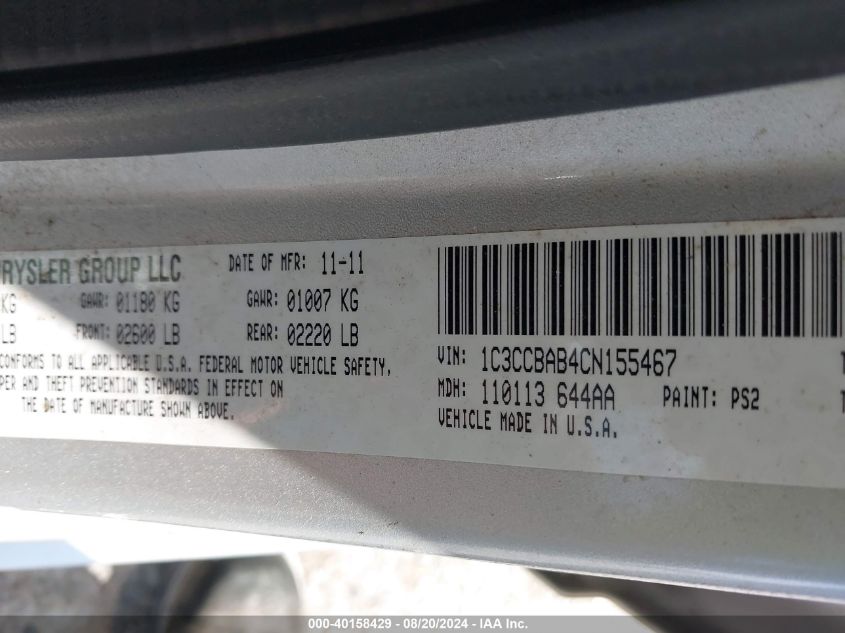 RYSLER GROUP LLC DATE OF MFR: 11-11
KG GAWR: 01180 KG GAWR: 01007 KG
LB FRONT: 02600 LB REAR: 02220 LB
CONFORMS TO ALL APPLICABLE U.S.A. FEDERAL MOTOR VEHICLE SAFETY,
PER AND THEFT PREVENTION STANDARDS IN EFFECT ON
THE DATE OF MANUFACTURE SHOWN ABOVE.
VIN: 1C3CCBAB4CN155467
MDH: 110113 644AA PAINT: PS2
VEHICLE MADE IN U.S.A.
000-40158429 - 08/20/2024 - IAA Inc.